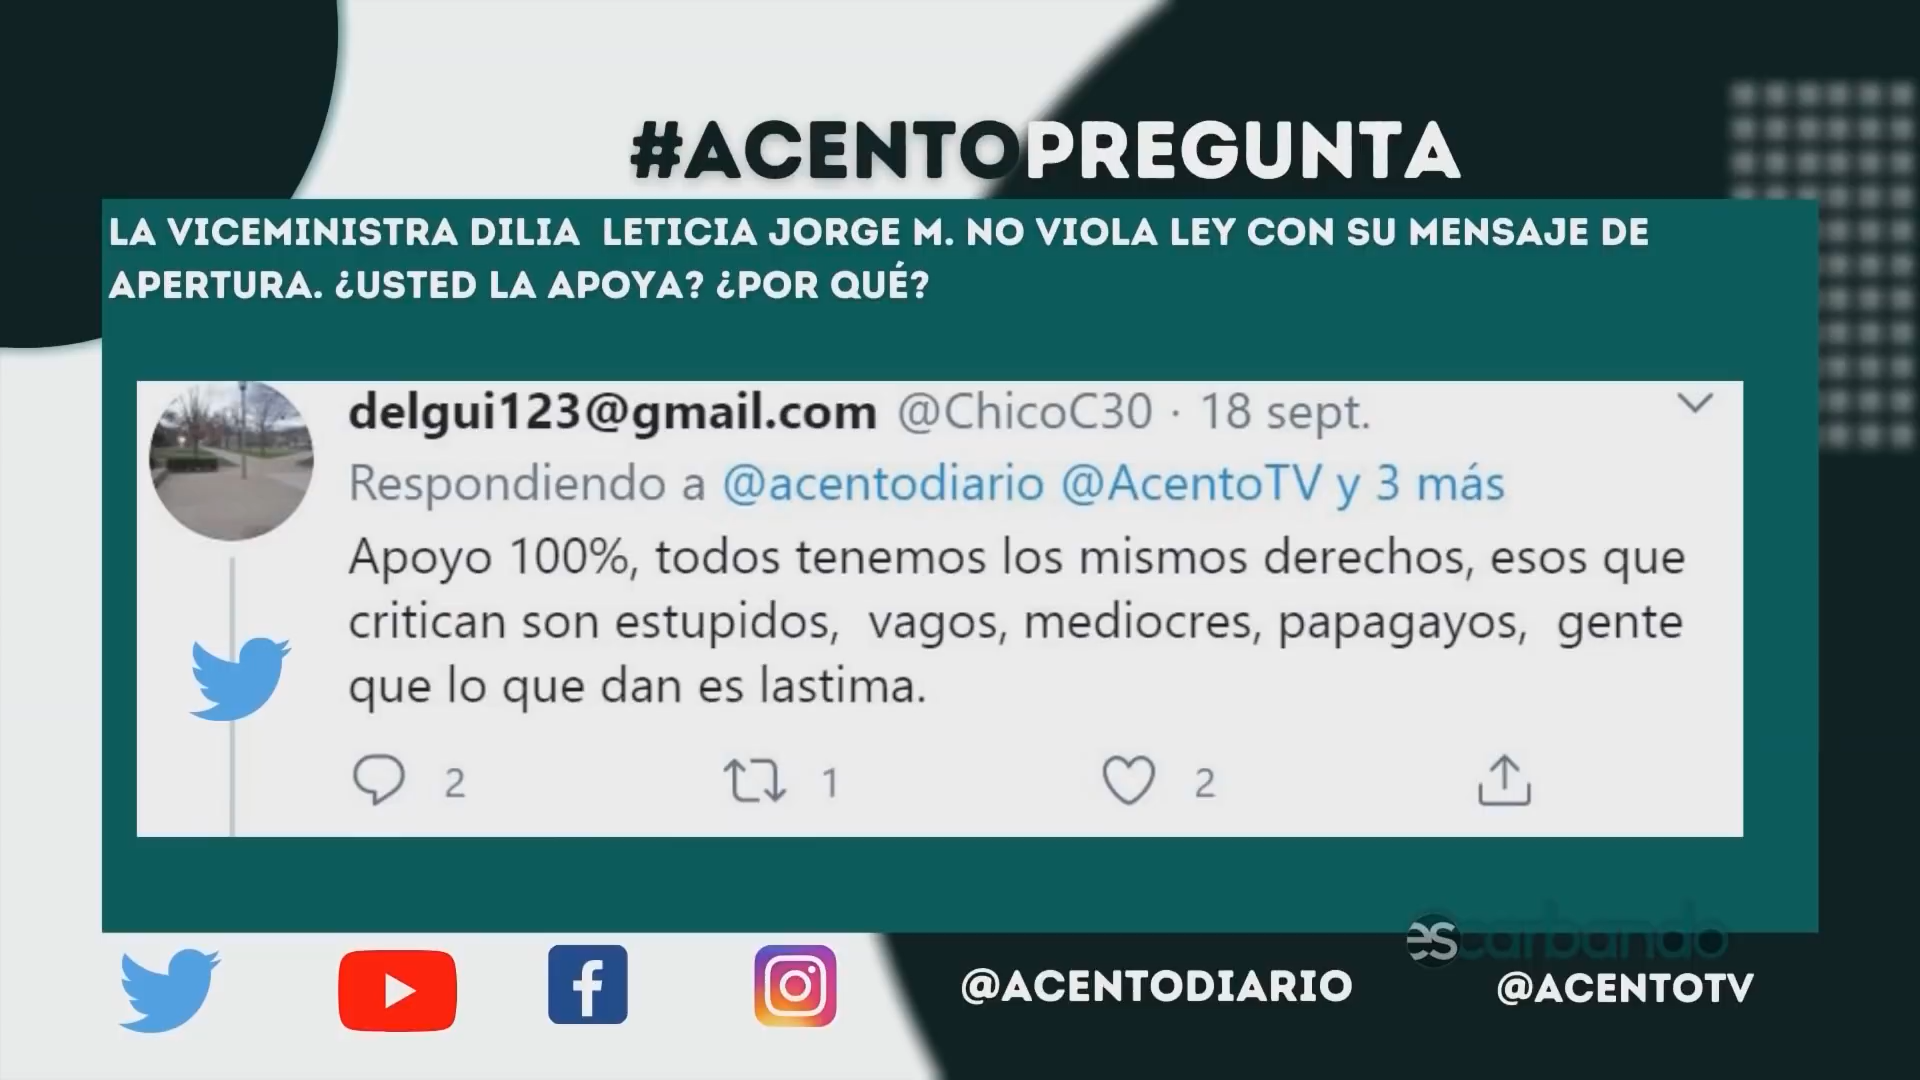 #ACENTOPREGUNTA
LA VICEMINISTRA DILIA LETICIA JORGE M. NO VIOLA LEY CON SU MENSAJE DE
APERTURA. ¿USTED LA APOYA? ¿POR QUÉ?
delgui123@gmail.com @ChicoC30 · 18 sept.
Respondiendo a @acentodiario @AcentoTV y 3 más
Apoyo 100%, todos tenemos los mismos derechos, esos que
critican son estupidos, vagos, mediocres, papagayos, gente
que lo que dan es lastima.
2 1 2
escarbando
@ACENTODIARIO @ACENTOTV